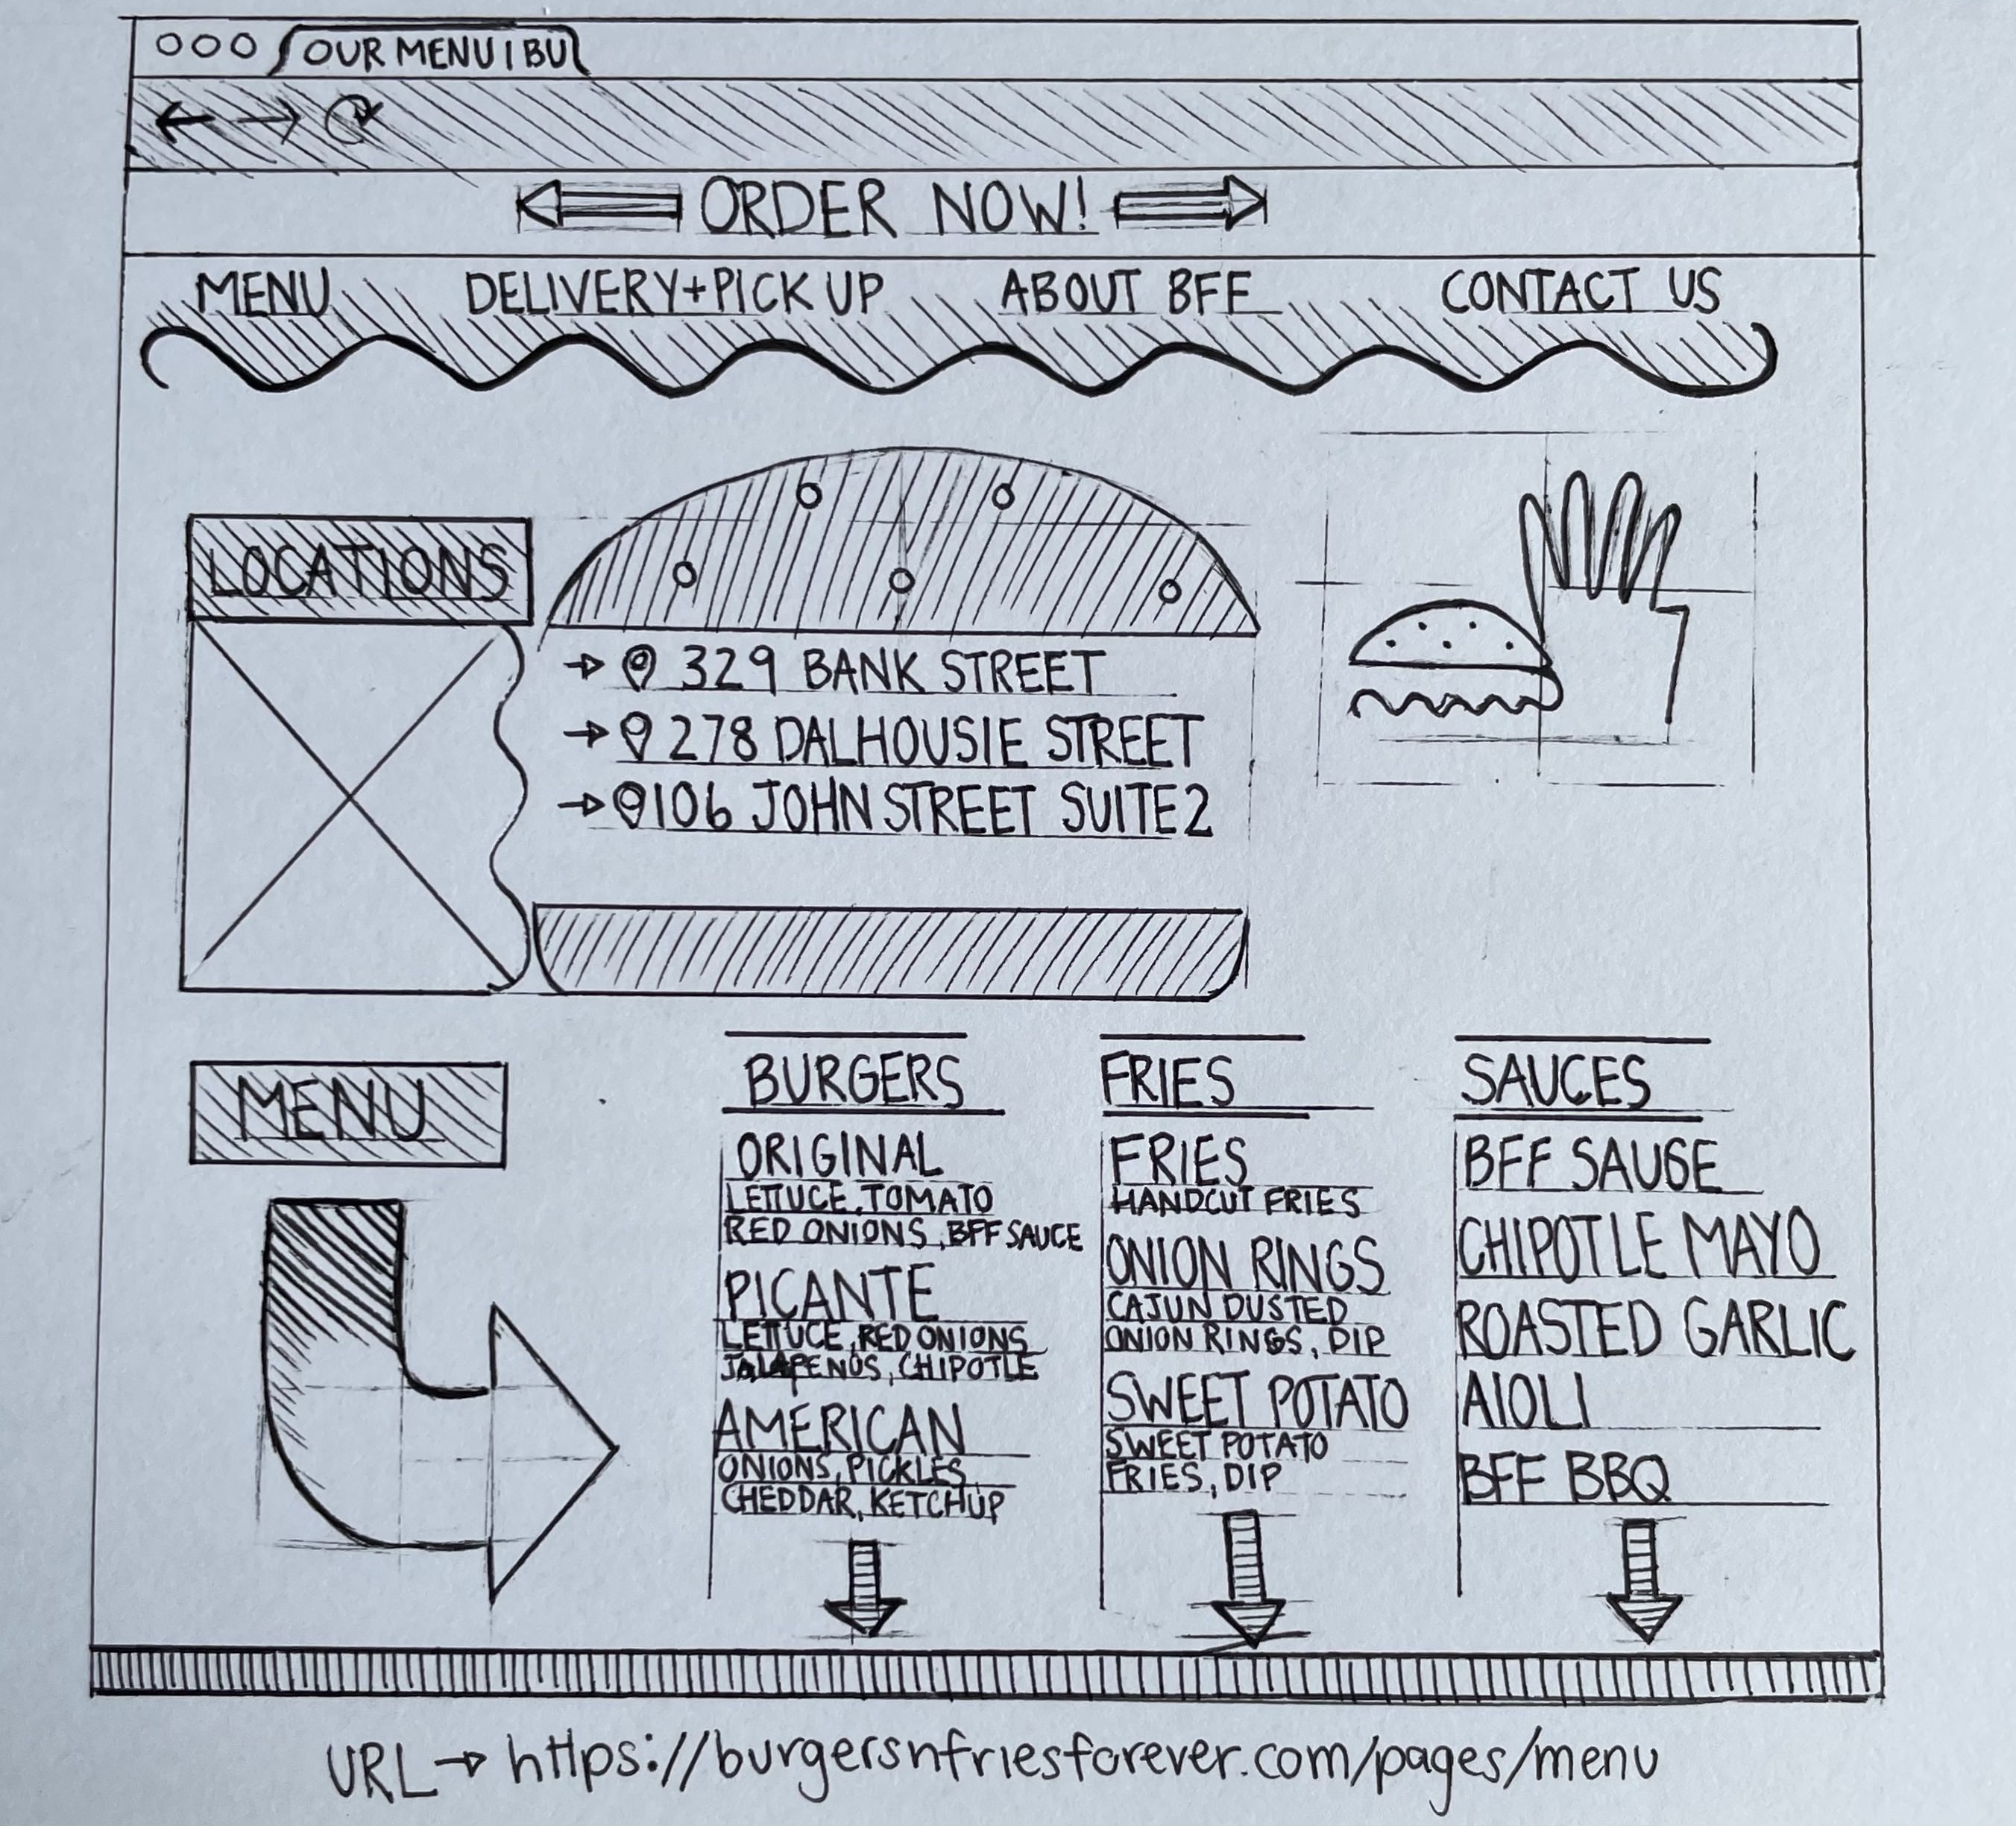 OUR MENU | BU
ORDER NOW!
MENU DELIVERY+PICK UP ABOUT BFF CONTACT US
LOCATIONS
329 BANK STREET
278 DALHOUSIE STREET
106 JOHN STREET SUITE 2
MENU
BURGERS
ORIGINAL
LETTUCE, TOMATO
RED ONIONS, BFF SAUCE
PICANTE
LETTUCE, RED ONIONS
JALAPENOS, CHIPOTLE
AMERICAN
ONIONS, PICKLES
CHEDDAR, KETCHUP
FRIES
FRIES
HANDCUT FRIES
ONION RINGS
CAJUN DUSTED
ONION RINGS, DIP
SWEET POTATO
SWEET POTATO
FRIES, DIP
SAUCES
BFF SAUGE
CHIPOTLE MAYO
ROASTED GARLIC
AIOLI
BFF BBQ
URL → https://burgersnfriesforever.com/pages/menu